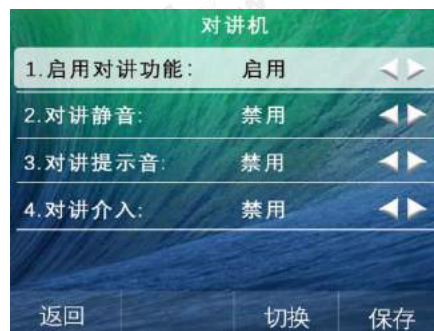 对讲机
1.启用对讲功能: 启用
2.对讲静音: 禁用
3.对讲提示音: 禁用
4.对讲介入: 禁用
返回 切换 保存